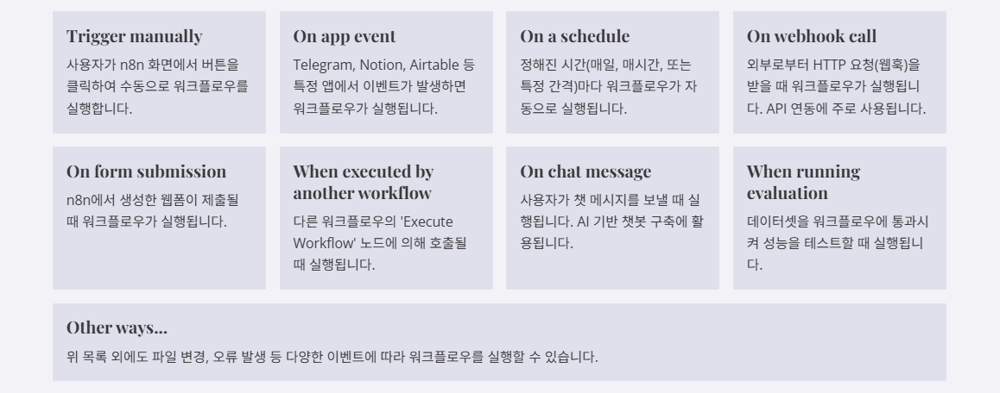 Trigger manually
사용자가 n8n 화면에서 버튼을
클릭하여 수동으로 워크플로우를
실행합니다.
On app event
Telegram, Notion, Airtable 등
특정 앱에서 이벤트가 발생하면
워크플로우가 실행됩니다.
On a schedule
정해진 시간(매일, 매시간, 또는
특정 간격)마다 워크플로우가 자
동으로 실행됩니다.
On webhook call
외부로부터 HTTP 요청(웹훅)을
받을 때 워크플로우가 실행됩니
다. API 연동에 주로 사용됩니다.
On form submission
n8n에서 생성한 웹폼이 제출될
때 워크플로우가 실행됩니다.
When executed by
another workflow
다른 워크플로우의 'Execute
Workflow' 노드에 의해 호출될
때 실행됩니다.
On chat message
사용자가 챗 메시지를 보낼 때 실
행됩니다. AI 기반 챗봇 구축에 활
용됩니다.
When running
evaluation
데이터셋을 워크플로우에 통과시
켜 성능을 테스트할 때 실행됩니
다.
Other ways...
위 목록 외에도 파일 변경, 오류 발생 등 다양한 이벤트에 따라 워크플로우를 실행할 수 있습니다.